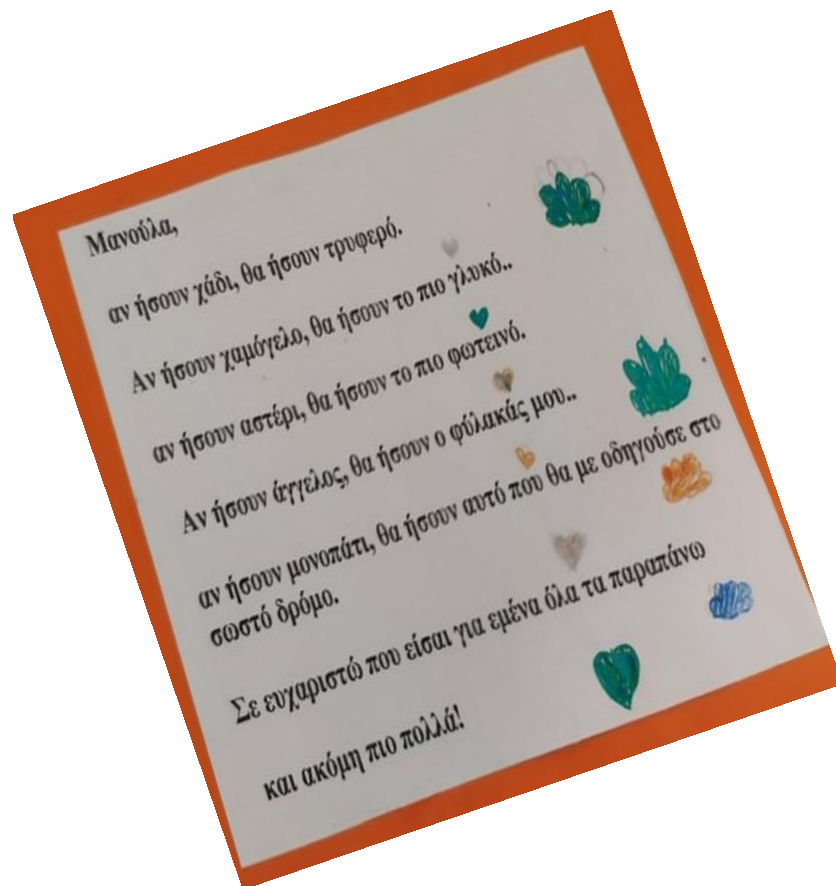 Μανούλα,
αν ήσουν χάδι, θα ήσουν τρυφερό.
Αν ήσουν χαμόγελο, θα ήσουν το πιο γλυκό..
αν ήσουν αστέρι, θα ήσουν το πιο φωτεινό.
Αν ήσουν άγγελος, θα ήσουν ο φύλακάς μου..
αν ήσουν μονοπάτι, θα ήσουν αυτό που θα με οδηγούσε στο
σωστό δρόμο.
Σε ευχαριστώ που είσαι για εμένα όλα τα παραπάνω
και ακόμη πιο πολλά!